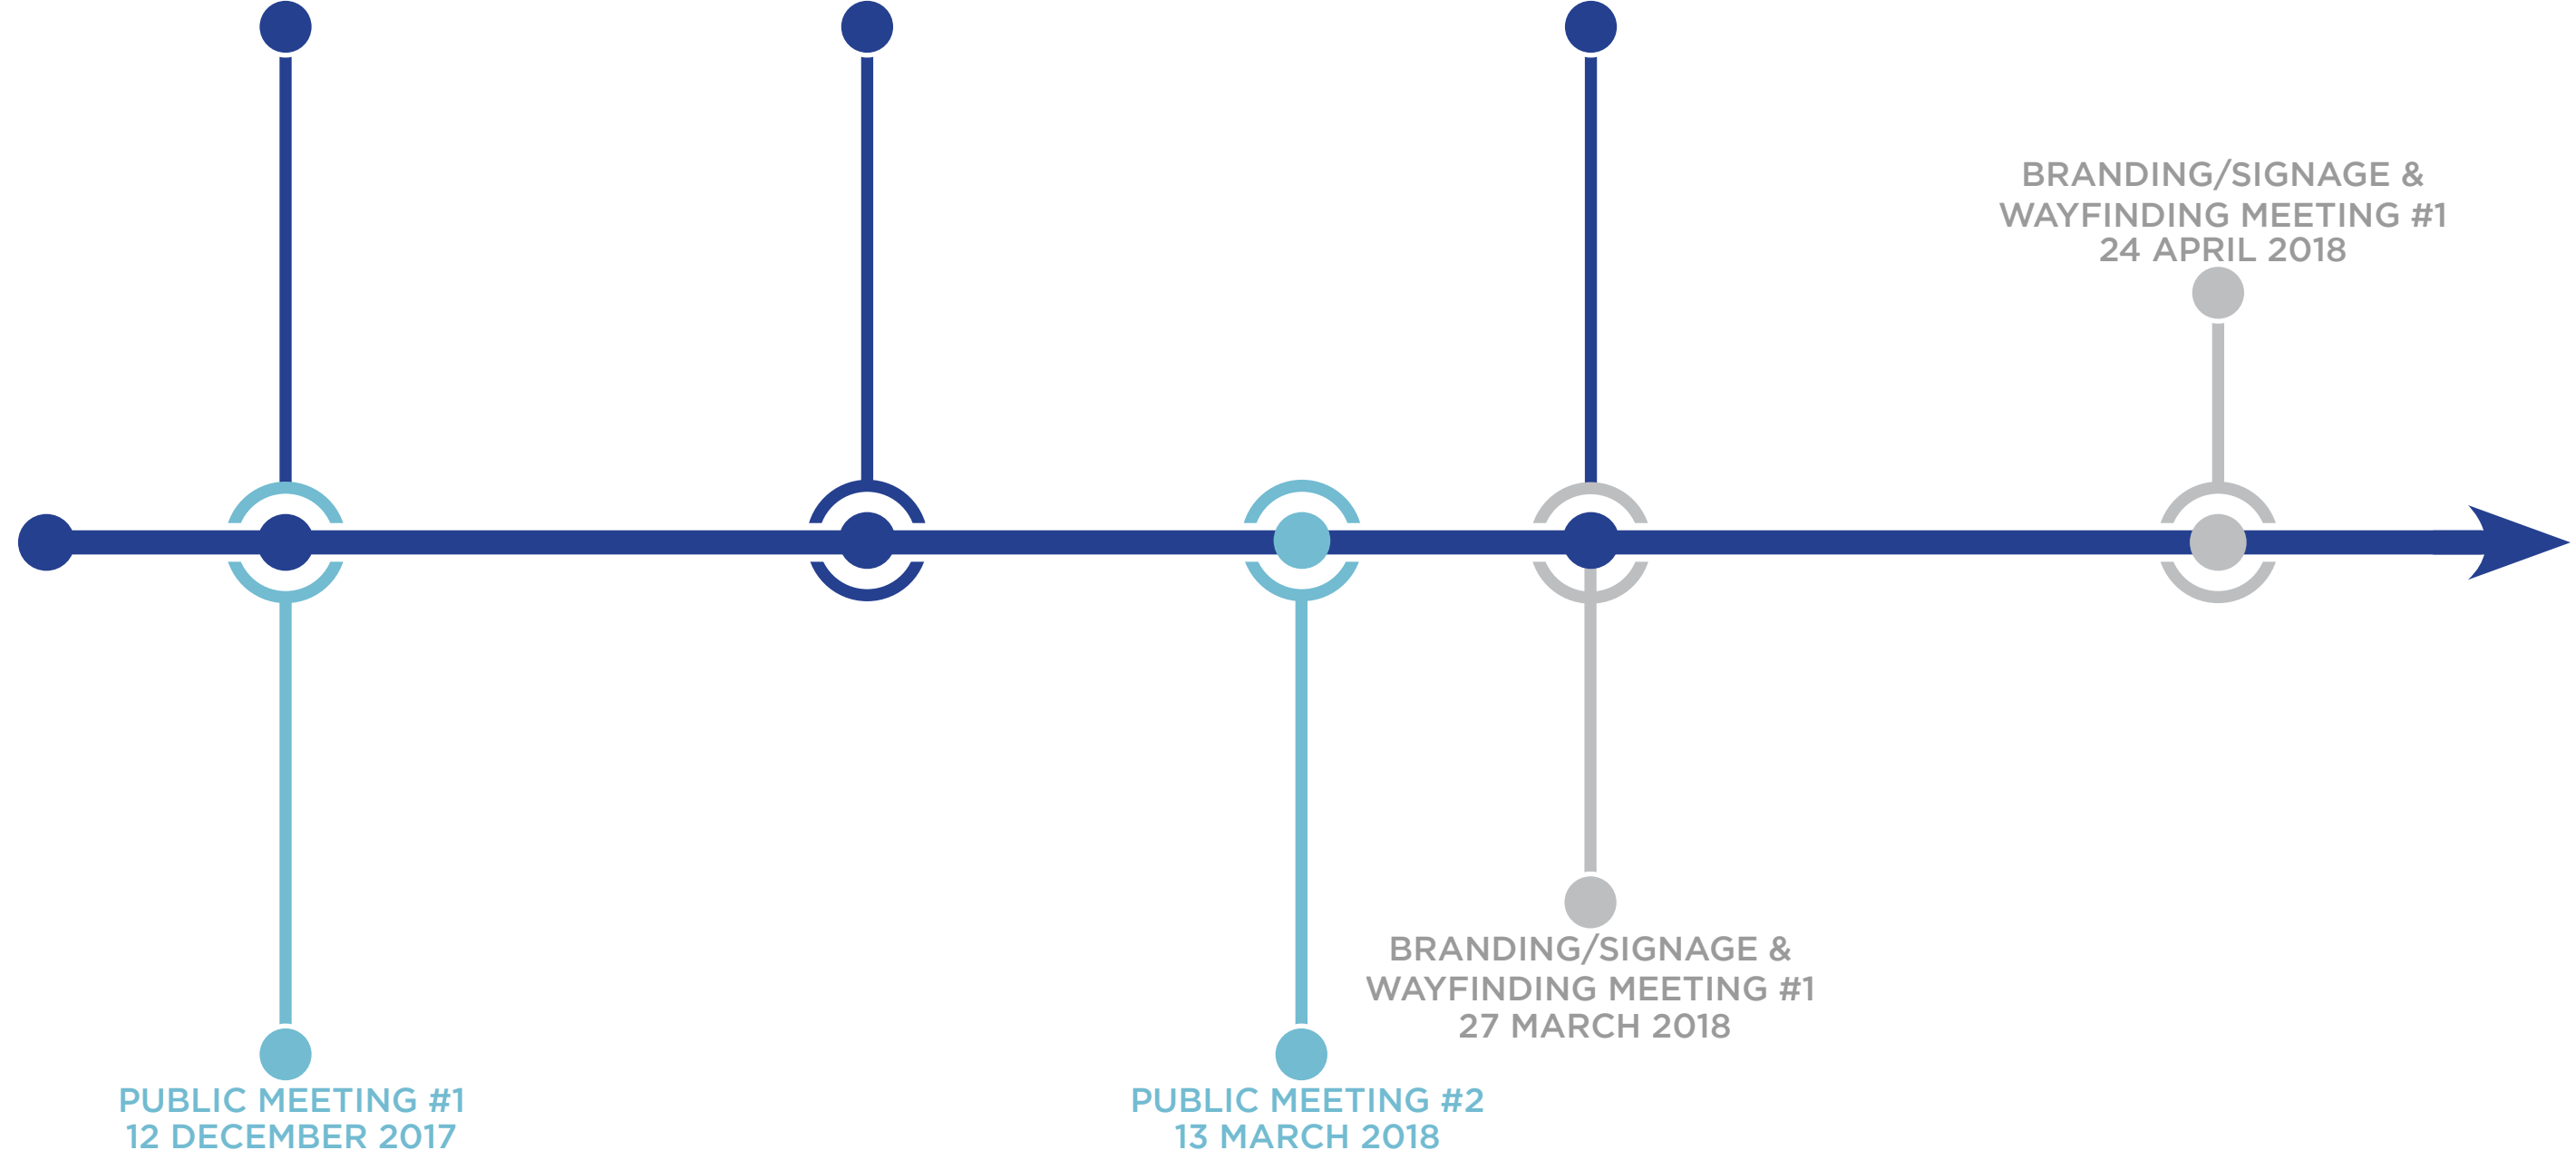 BRANDING/SIGNAGE &
WAYFINDING MEETING #1
24 APRIL 2018
BRANDING/SIGNAGE &
WAYFINDING MEETING #1
27 MARCH 2018
PUBLIC MEETING #1
12 DECEMBER 2017
PUBLIC MEETING #2
13 MARCH 2018